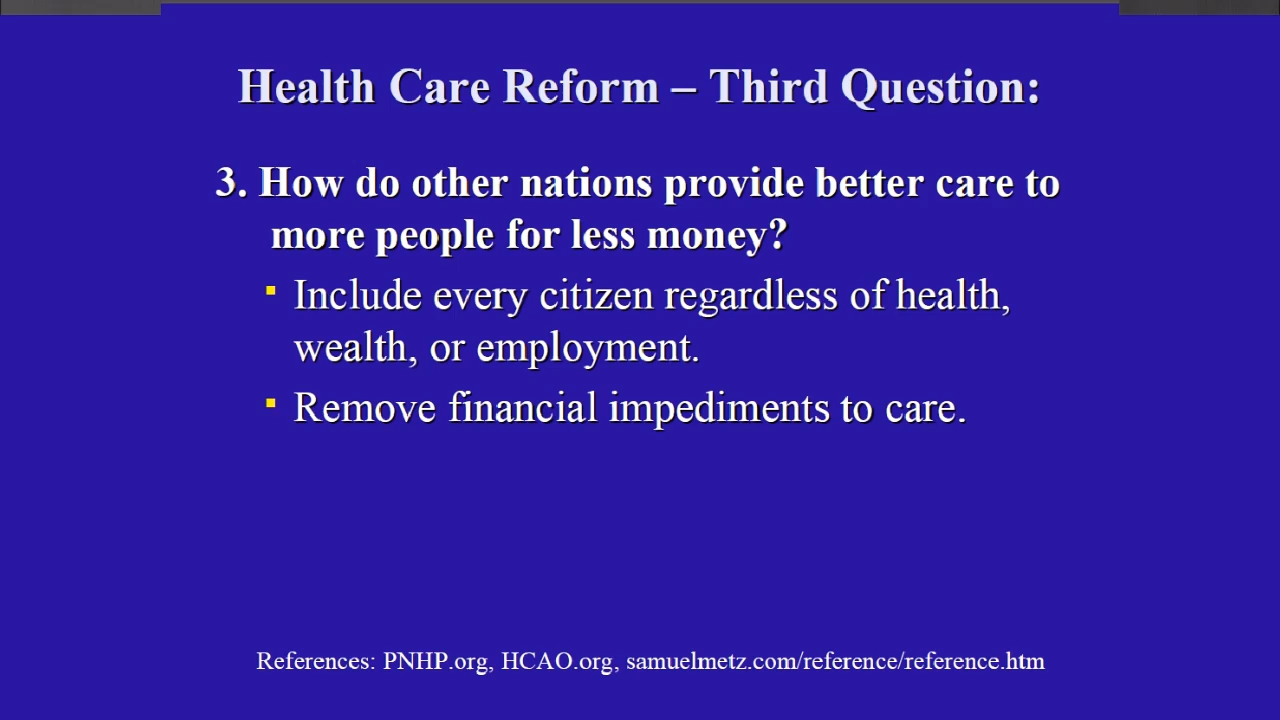 Health Care Reform – Third Question:
3. How do other nations provide better care to
more people for less money?
Include every citizen regardless of health,
wealth, or employment.
Remove financial impediments to care.
References: PNHP.org, HCAO.org, samuelmetz.com/reference/reference.htm